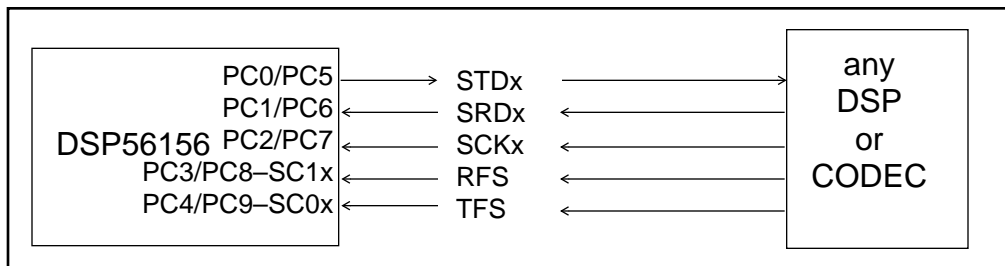 PC0/PC5
PC1/PC6
DSP56156 PC2/PC7
PC3/PC8–SC1x
PC4/PC9–SC0x
STDx
SRDx
SCKx
RFS
TFS
any
DSP
or
CODEC